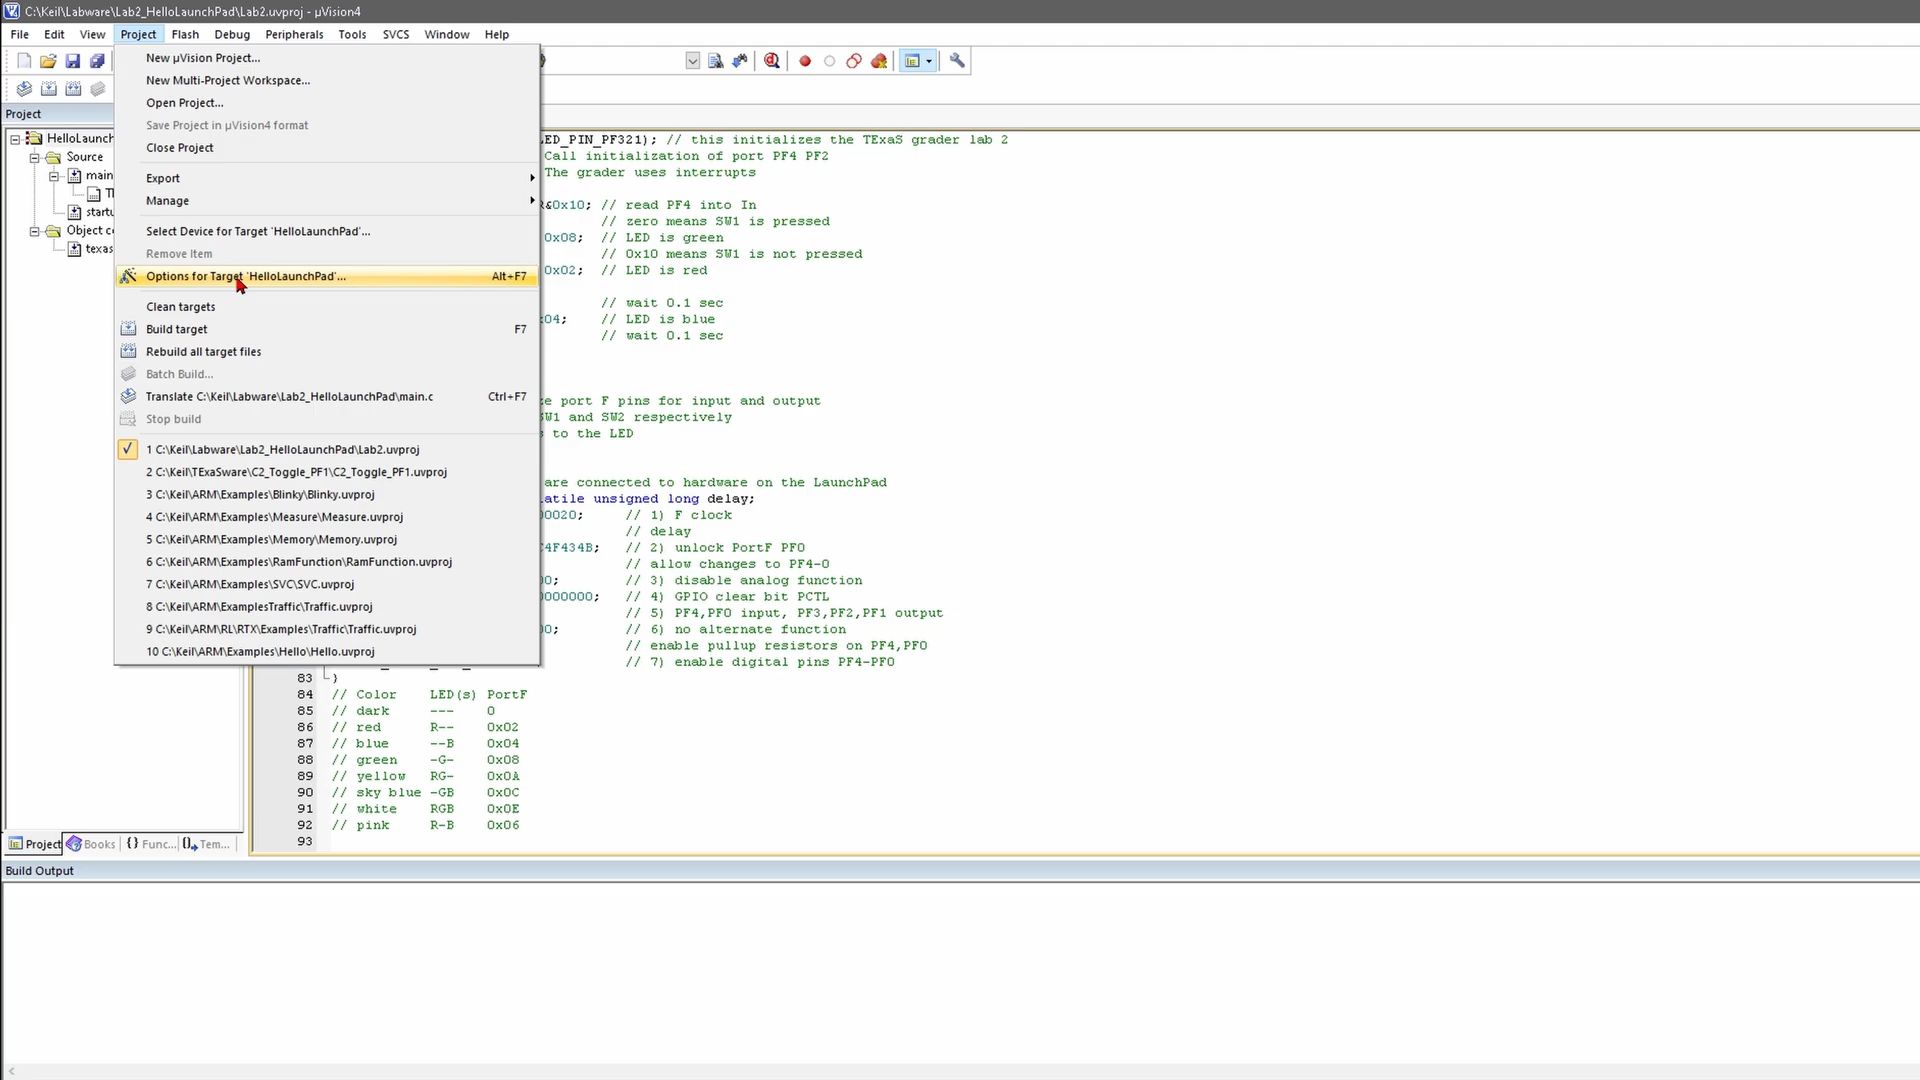 C:\Keil\Labware\Lab2_HelloLaunchPad\Lab2.uvproj - µVision4
File Edit View Project Flash Debug Peripherals Tools SVCS Window Help
Project
HelloLaunch
Source
main
startu
Object co
texas
New µVision Project...
New Multi-Project Workspace...
Open Project...
Save Project in µVision4 format
Close Project
Export
Manage
Select Device for Target 'HelloLaunchPad'...
Remove Item
Options for Target 'HelloLaunchPad'... Alt+F7
Clean targets
Build target F7
Rebuild all target files
Batch Build...
Translate C:\Keil\Labware\Lab2_HelloLaunchPad\main.c Ctrl+F7
Stop build
1 C:\Keil\Labware\Lab2_HelloLaunchPad\Lab2.uvproj
2 C:\Keil\TExaSware\C2_Toggle_PF1\C2_Toggle_PF1.uvproj
3 C:\Keil\ARM\Examples\Blinky\Blinky.uvproj
4 C:\Keil\ARM\Examples\Measure\Measure.uvproj
5 C:\Keil\ARM\Examples\Memory\Memory.uvproj
6 C:\Keil\ARM\Examples\RamFunction\RamFunction.uvproj
7 C:\Keil\ARM\Examples\SVC\SVC.uvproj
8 C:\Keil\ARM\ExamplesTraffic\Traffic.uvproj
9 C:\Keil\ARM\RL\RTX\Examples\Traffic\Traffic.uvproj
10 C:\Keil\ARM\Examples\Hello\Hello.uvproj
ED_PIN_PF321); // this initializes the TExaS grader lab 2
Call initialization of port PF4 PF2
The grader uses interrupts
&0x10; // read PF4 into In
// zero means SW1 is pressed
0x08; // LED is green
// 0x10 means SW1 is not pressed
0x02; // LED is red
// wait 0.1 sec
04; // LED is blue
// wait 0.1 sec
ze port F pins for input and output
SW1 and SW2 respectively
s to the LED
are connected to hardware on the LaunchPad
latile unsigned long delay;
00020; // 1) F clock
// delay
C4F434B; // 2) unlock PortF PF0
// allow changes to PF4-0
00; // 3) disable analog function
0000000; // 4) GPIO clear bit PCTL
// 5) PF4,PF0 input, PF3,PF2,PF1 output
00; // 6) no alternate function
// enable pullup resistors on PF4,PF0
// 7) enable digital pins PF4-PF0
83 }
84 // Color LED(s) PortF
85 // dark --- 0
86 // red R-- 0x02
87 // blue --B 0x04
88 // green -G- 0x08
89 // yellow RG- 0x0A
90 // sky blue -GB 0x0C
91 // white RGB 0x0E
92 // pink R-B 0x06
93
Project Books {} Func... 0 Tem...
Build Output